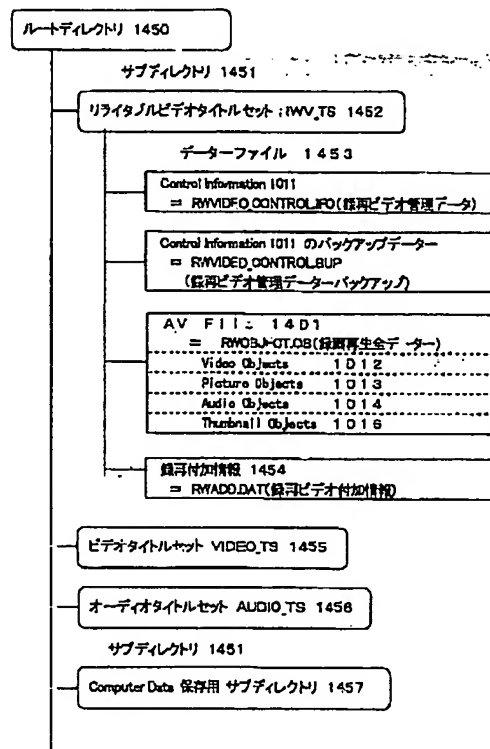 ルートディレクトリ 1450
サブディレクトリ 1451
リライタブルビデオタイトルセット ; RWV_TS 1452
データーファイル 1453
Control Information 1011
= RWVIDEO_CONTROL.IFO(録再ビデオ管理データ)
Control Information 1011 のバックアップデーター
= RWVIDEO_CONTROL.BUP
(録再ビデオ管理データーバックアップ)
AV File 1401
= RWOBJECT.OB(録画再生全データー)
Video Objects 1012
Picture Objects 1013
Audio Objects 1014
Thumbnail Objects 1016
録再付加情報 1454
= RWADD.DAT(録再ビデオ付加情報)
ビデオタイトルセット VIDEO_TS 1455
オーディオタイトルセット AUDIO_TS 1456
サブディレクトリ 1451
Computer Data 保存用 サブディレクトリ 1457